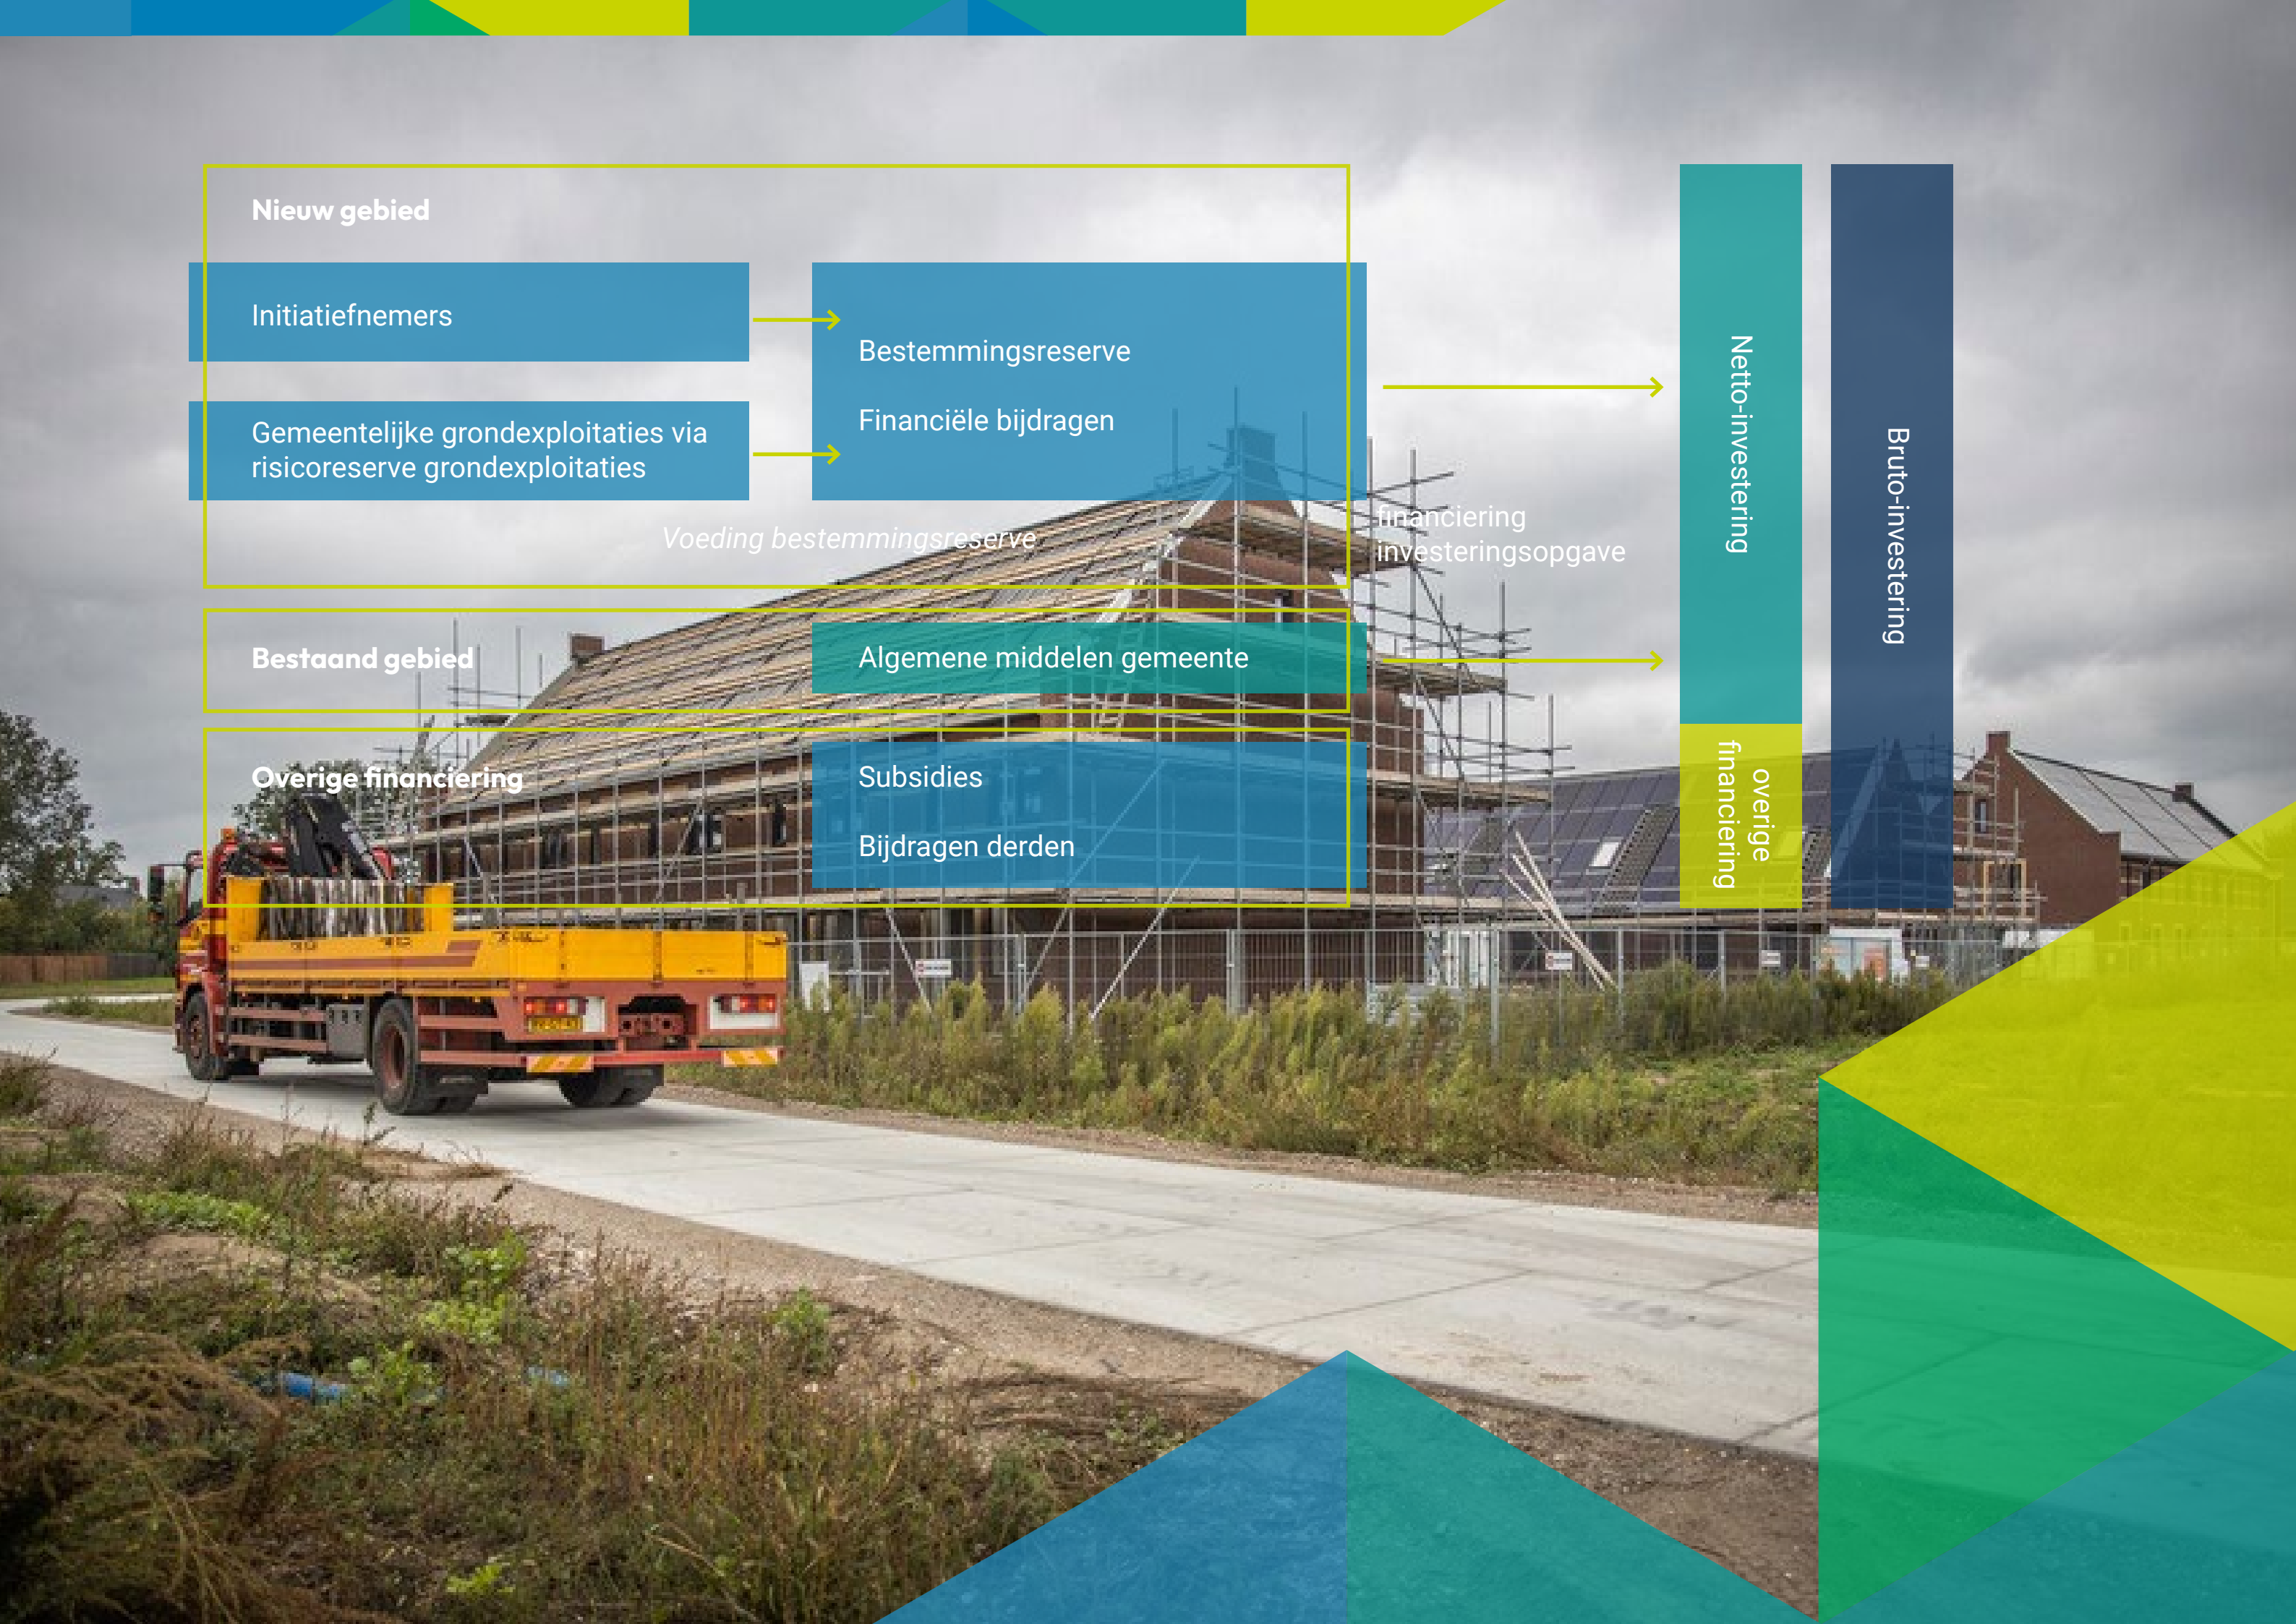 Nieuw gebied
Initiatiefnemers
Gemeentelijke grondexploitaties via
risicoreserve grondexploitaties
Bestemmingsreserve
Financiële bijdragen
Voeding bestemmingsreserve
financiering
investeringsopgave
Bestaand gebied
Algemene middelen gemeente
Overige financiering
Subsidies
Bijdragen derden
Netto-investering
overige
financiering
Bruto-investering